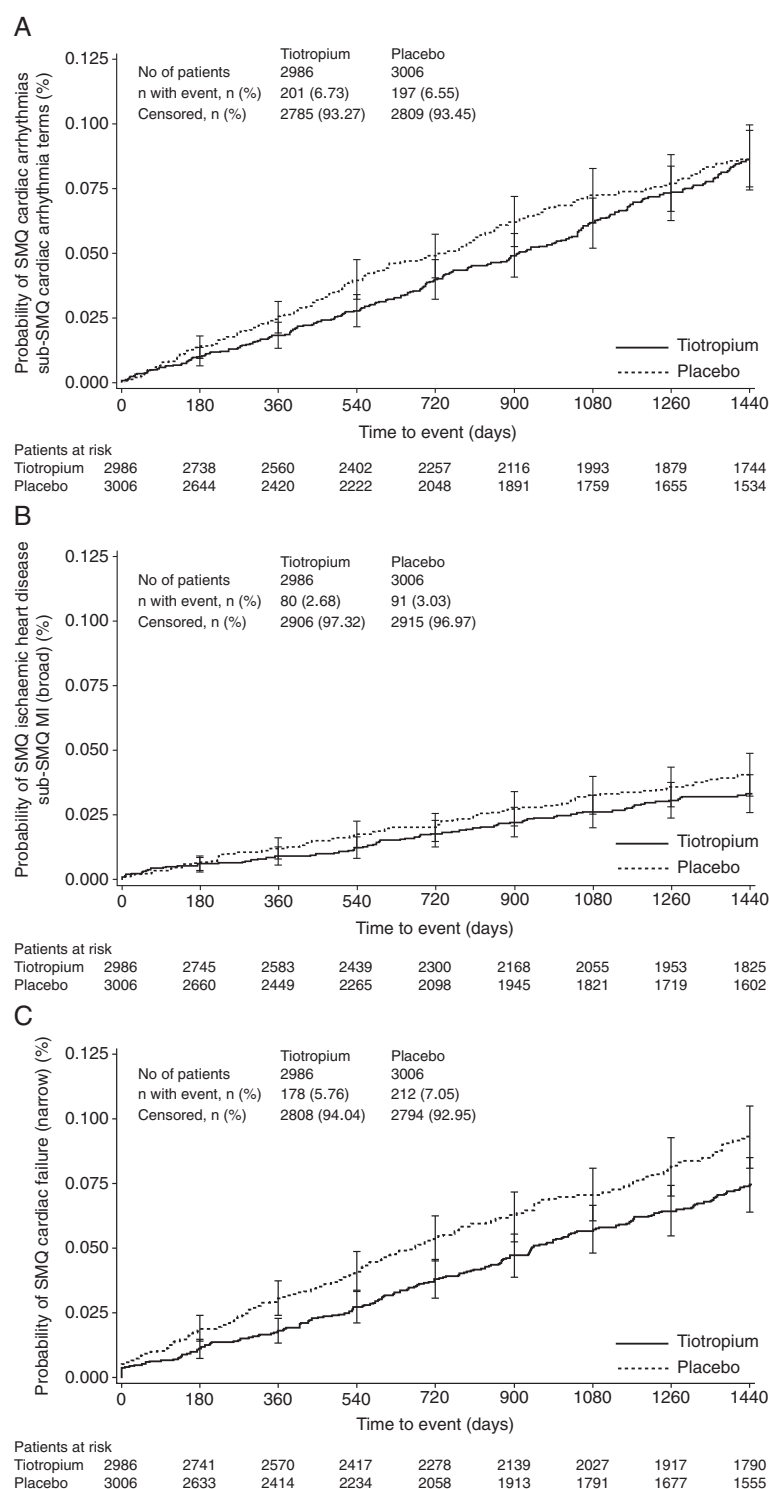 A
Probability of SMQ cardiac arrhythmias
sub-SMQ cardiac arrhythmia terms (%)
0.125
0.100
0.075
0.050
0.025
0.000
Tiotropium Placebo
No of patients 2986 3006
n with event, n (%) 201 (6.73) 197 (6.55)
Censored, n (%) 2785 (93.27) 2809 (93.45)
Tiotropium
Placebo
0 180 360 540 720 900 1080 1260 1440
Time to event (days)
Patients at risk
Tiotropium 2986 2738 2560 2402 2257 2116 1993 1879 1744
Placebo 3006 2644 2420 2222 2048 1891 1759 1655 1534
B
Probability of SMQ ischaemic heart disease
sub-SMQ MI (broad) (%)
0.125
0.100
0.075
0.050
0.025
0.000
Tiotropium Placebo
No of patients 2986 3006
n with event, n (%) 80 (2.68) 91 (3.03)
Censored, n (%) 2906 (97.32) 2915 (96.97)
Tiotropium
Placebo
0 180 360 540 720 900 1080 1260 1440
Time to event (days)
Patients at risk
Tiotropium 2986 2745 2583 2439 2300 2168 2055 1953 1825
Placebo 3006 2660 2449 2265 2098 1945 1821 1719 1602
C
Probability of SMQ cardiac failure (narrow) (%)
0.125
0.100
0.075
0.050
0.025
0.000
Tiotropium Placebo
No of patients 2986 3006
n with event, n (%) 178 (5.76) 212 (7.05)
Censored, n (%) 2808 (94.04) 2794 (92.95)
Tiotropium
Placebo
0 180 360 540 720 900 1080 1260 1440
Time to event (days)
Patients at risk
Tiotropium 2986 2741 2570 2417 2278 2139 2027 1917 1790
Placebo 3006 2633 2414 2234 2058 1913 1791 1677 1555